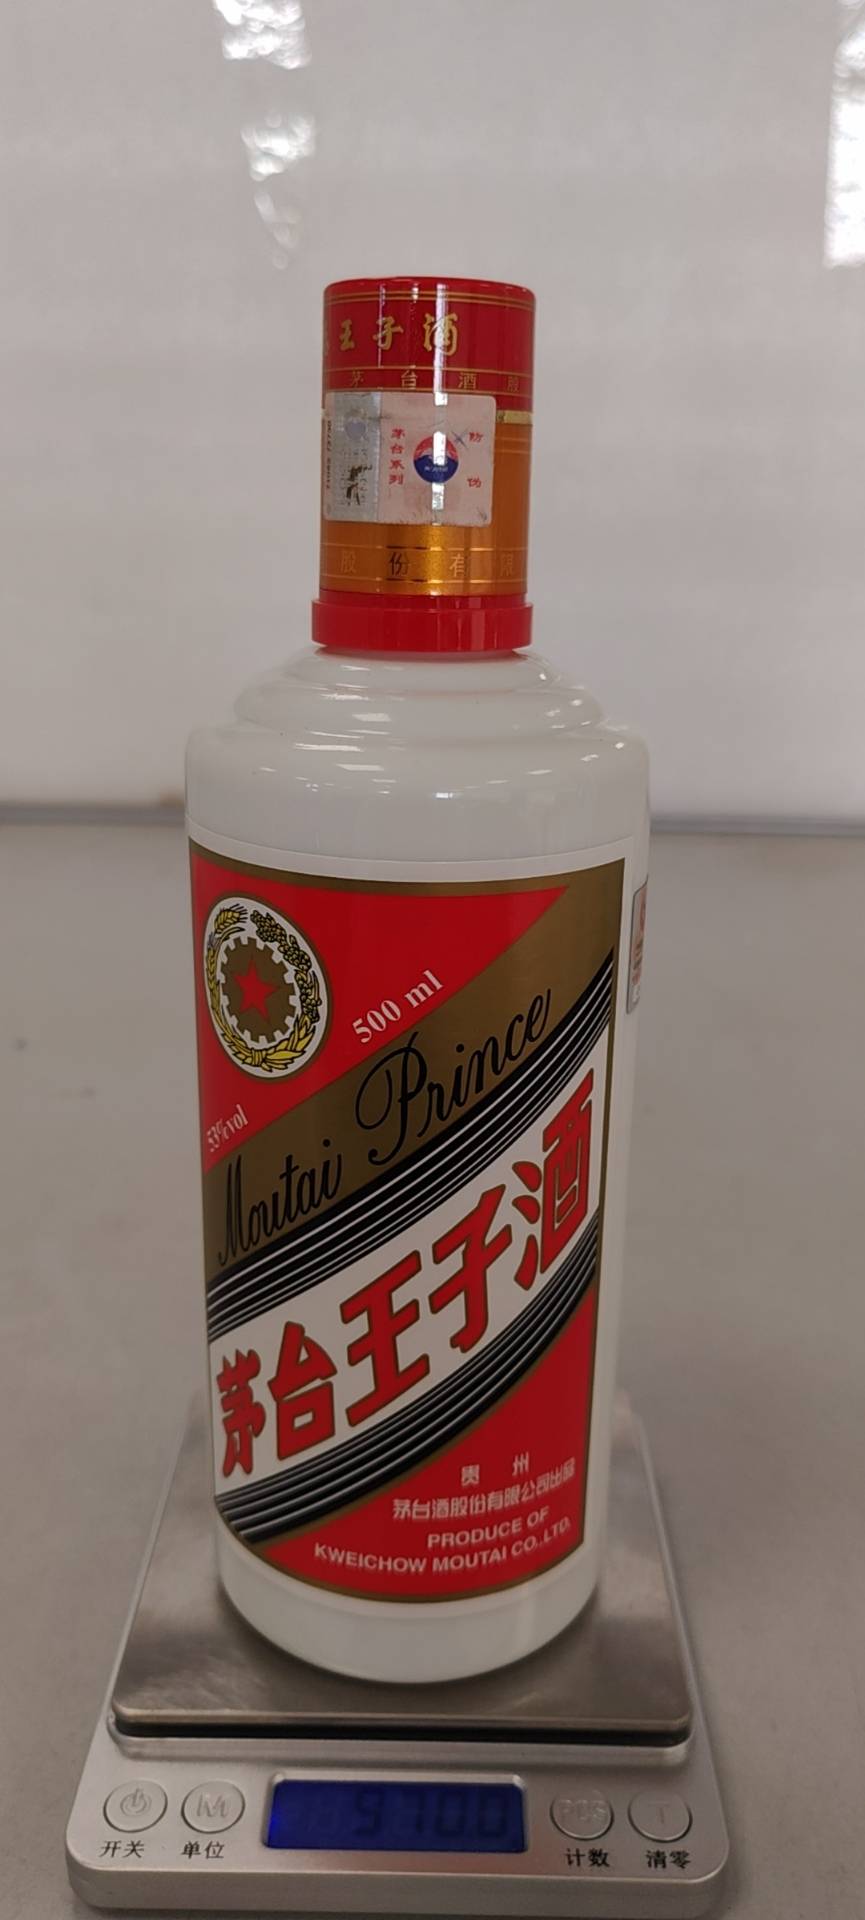 王子酒
茅台酒股
茅台系列
防伪
股份有限
500 ml
53%vol
Moutai Prince
茅台王子酒
贵州
茅台酒股份有限公司出品
PRODUCE OF
KWEICHOW MOUTAI CO.,LTD.
M
PCS
T
开关
单位
计数
清零